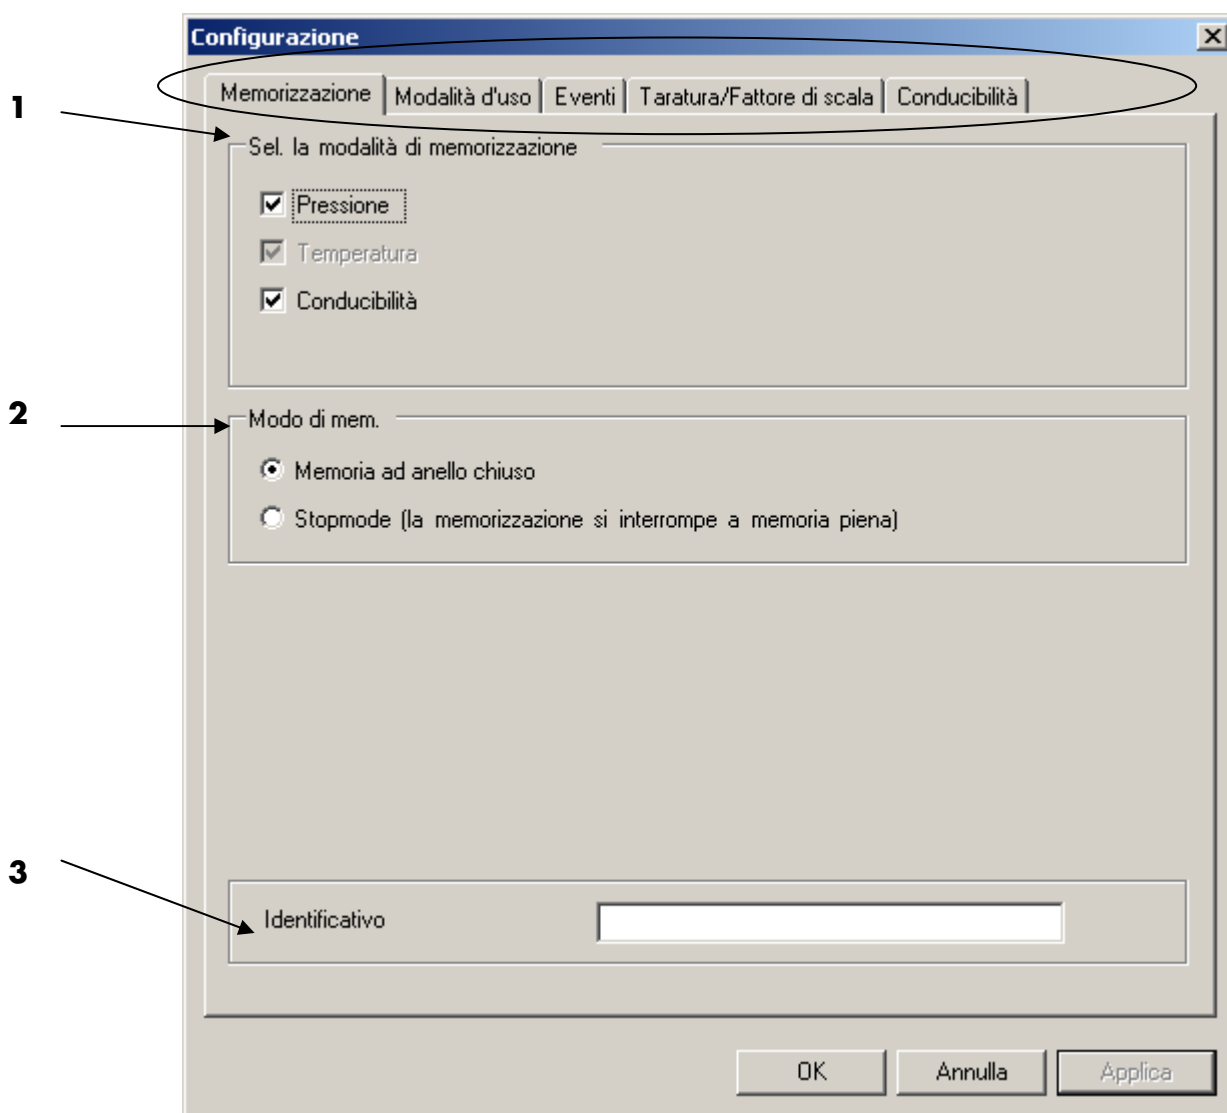 Configurazione
Memorizzazione Modalità d'uso Eventi Taratura/Fattore di scala Conducibilità
1
Sel. la modalità di memorizzazione
Pressione
Temperatura
Conducibilità
2
Modo di mem.
Memoria ad anello chiuso
Stopmode (la memorizzazione si interrompe a memoria piena)
3
Identificativo
OK Annulla Applica